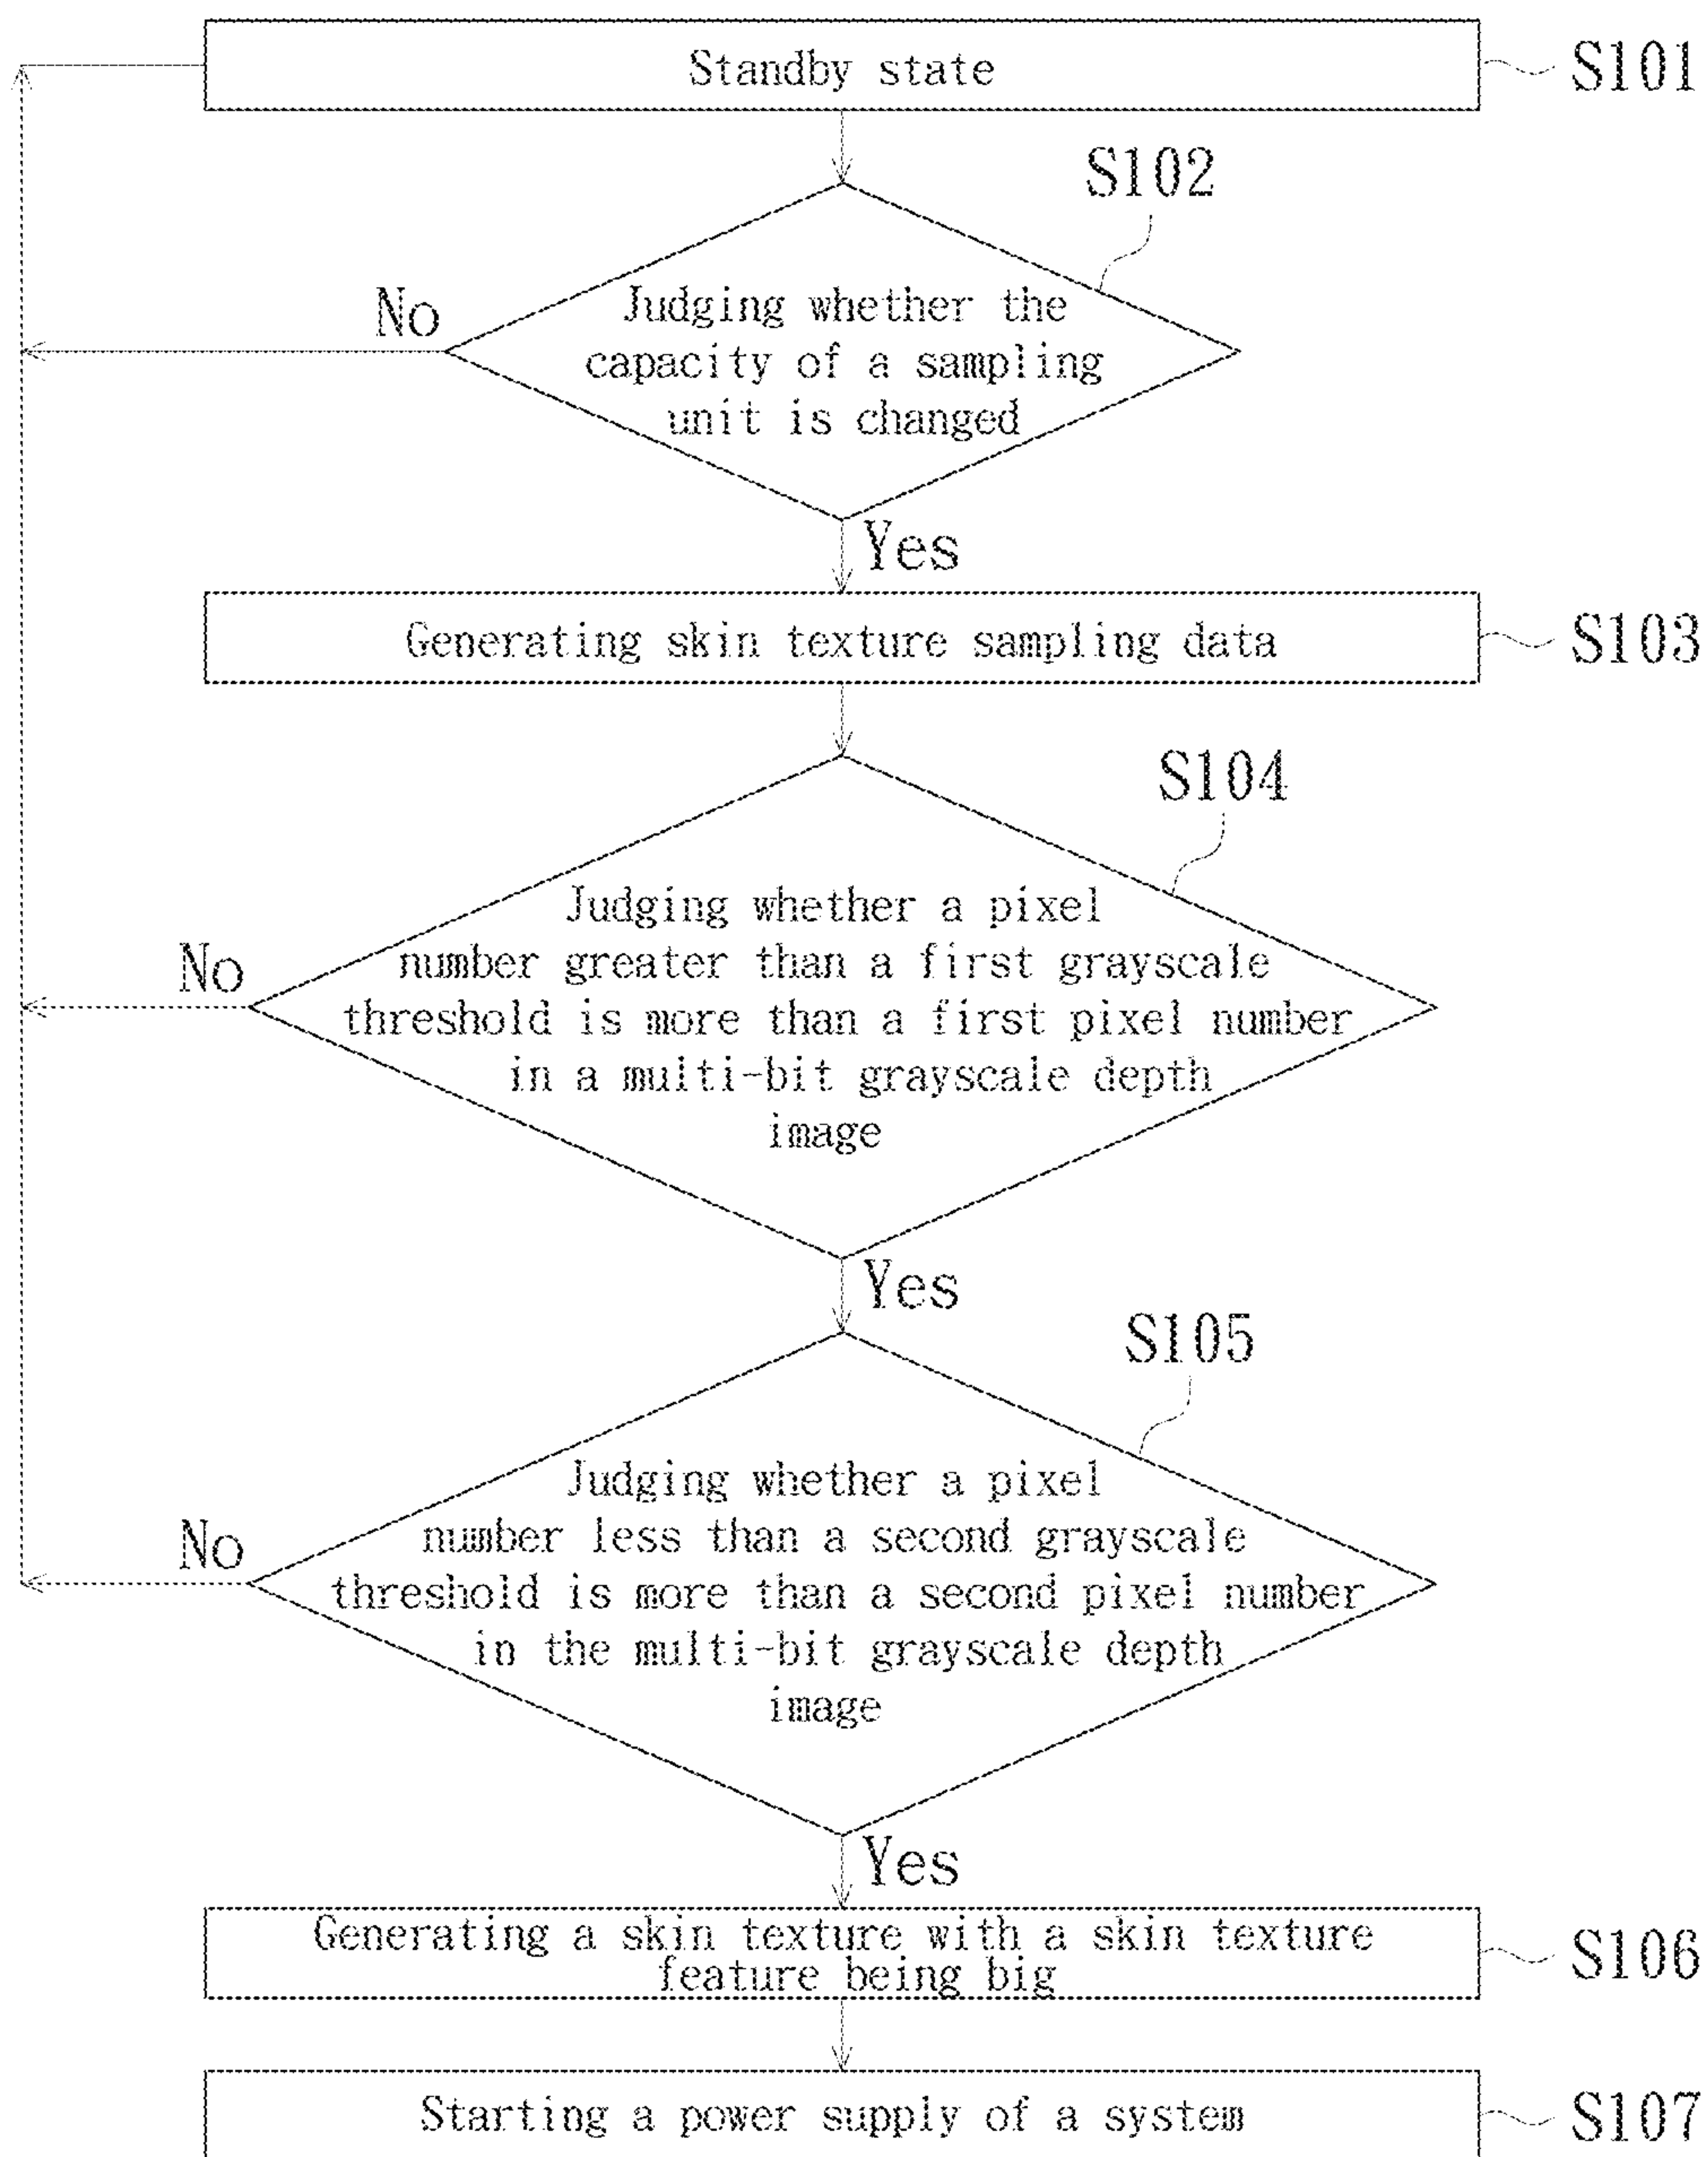 Standby state
S101
S102
No
Judging whether the
capacity of a sampling
unit is changed
Yes
Generating skin texture sampling data
S103
S104
No
Judging whether a pixel
number greater than a first grayscale
threshold is more than a first pixel number
in a multi-bit grayscale depth
image
Yes
S105
No
Judging whether a pixel
number less than a second grayscale
threshold is more than a second pixel number
in the multi-bit grayscale depth
image
Yes
Generating a skin texture with a skin texture
feature being big
S106
Starting a power supply of a system
S107